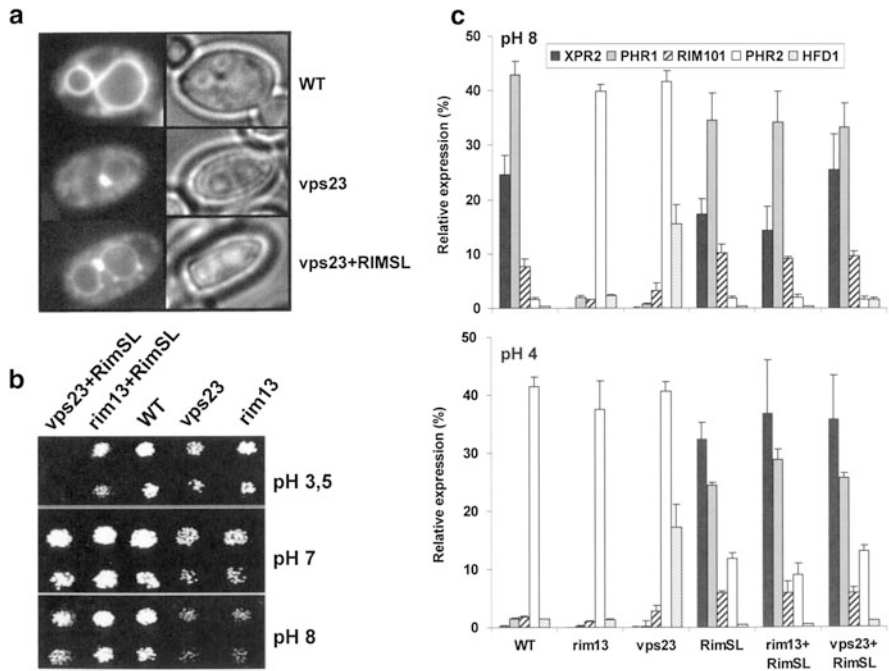 a
WT
vps23
vps23+RIMSL
b
vps23+RimSL
rim13+RimSL
WT
vps23
rim13
pH 3,5
pH 7
pH 8
c
pH 8
XPR2 PHR1 RIM101 PHR2 HFD1
Relative expression (%)
50
40
30
20
10
0
pH 4
Relative expression (%)
50
40
30
20
10
0
WT rim13 vps23 RimSL rim13+ vps23+
RimSL RimSL